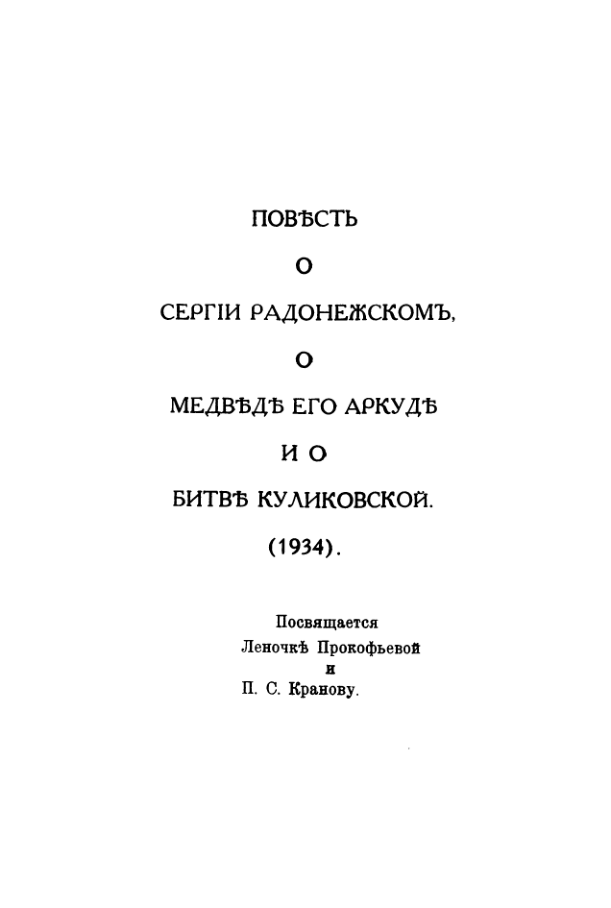 ПОВѢСТЬ
О
СЕРГІИ РАДОНЕЖСКОМЪ,
О
МЕДВѢДѢ ЕГО АРКУДѢ
И О
БИТВѢ КУЛИКОВСКОЙ.
(1934).
Посвящается
Леночкѣ Прокофьевой
и
П. С. Кранову.